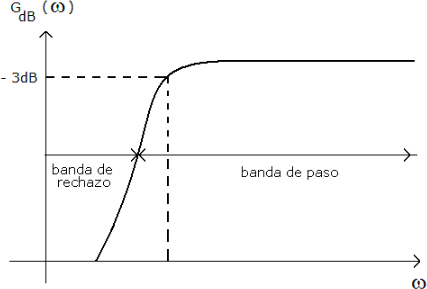 G dB (ω)
- 3dB
banda de
rechazo
banda de paso
ω